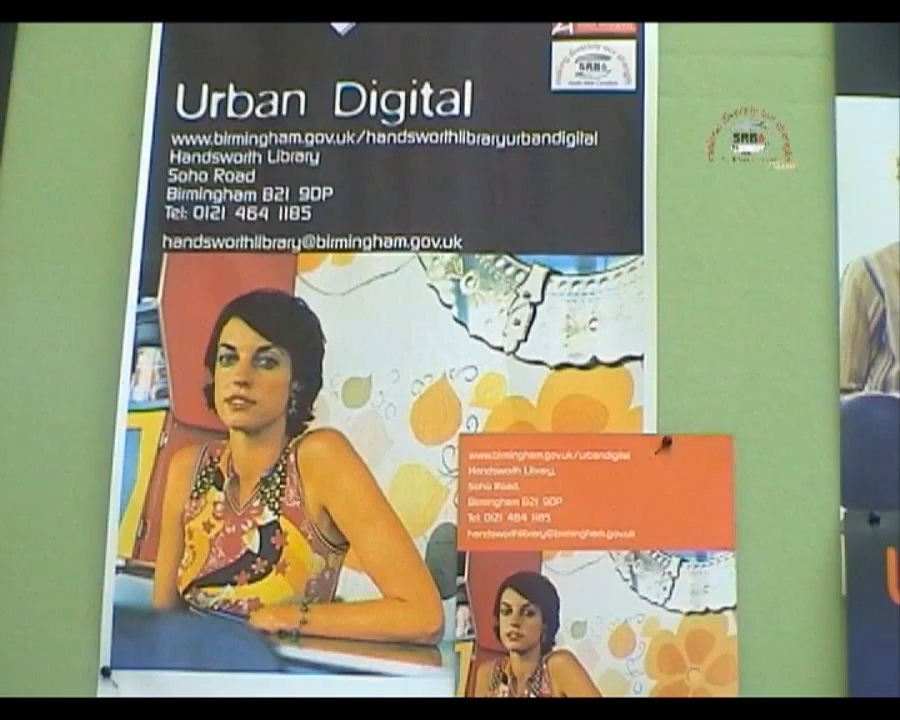 Urban Digital
www.birmingham.gov.uk/handsworthlibraryurbandigital
Handsworth Library
Soho Road
Birmingham B21 9DP
Tel: 0121 464 1185
handsworthlibrary@birmingham.gov.uk
SRB6
SRB6
www.birmingham.gov.uk/urbandigital
Handsworth Library,
Soho Road,
Birmingham B21 9DP
Tel: 0121 464 1185
handsworthlibrary@birmingham.gov.uk